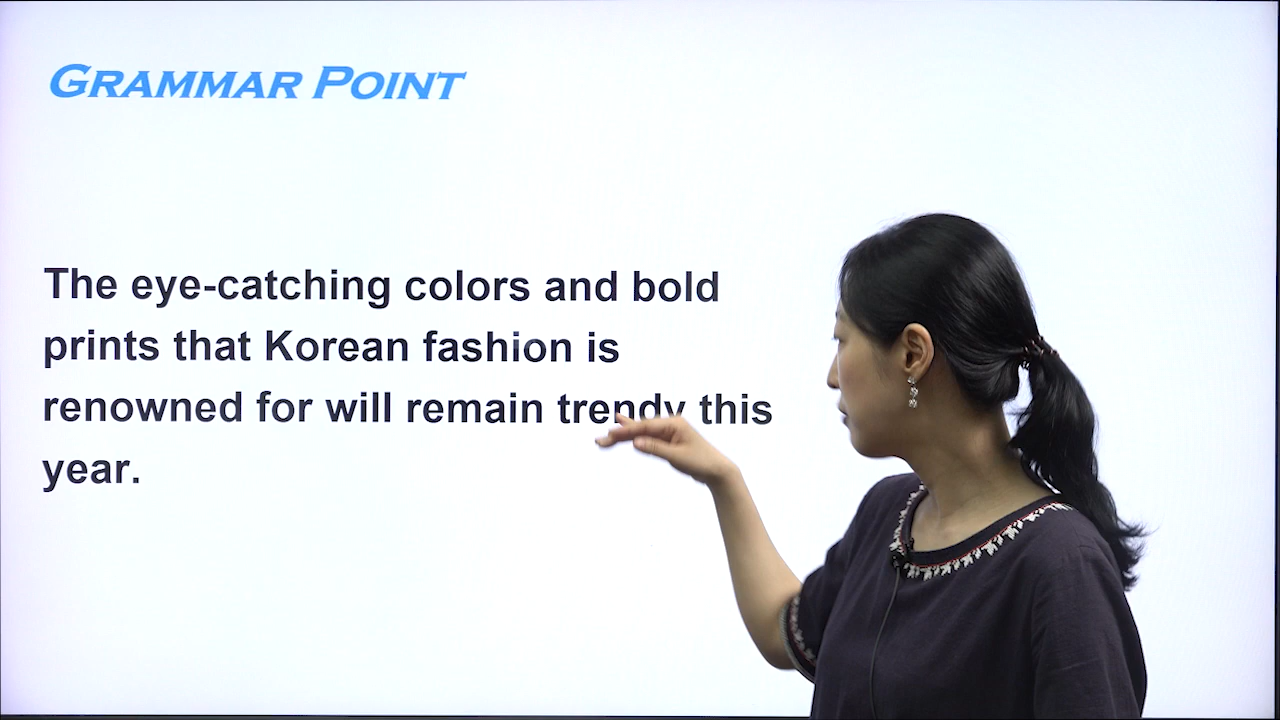 GRAMMAR POINT
The eye-catching colors and bold
prints that Korean fashion is
renowned for will remain trendy this
year.